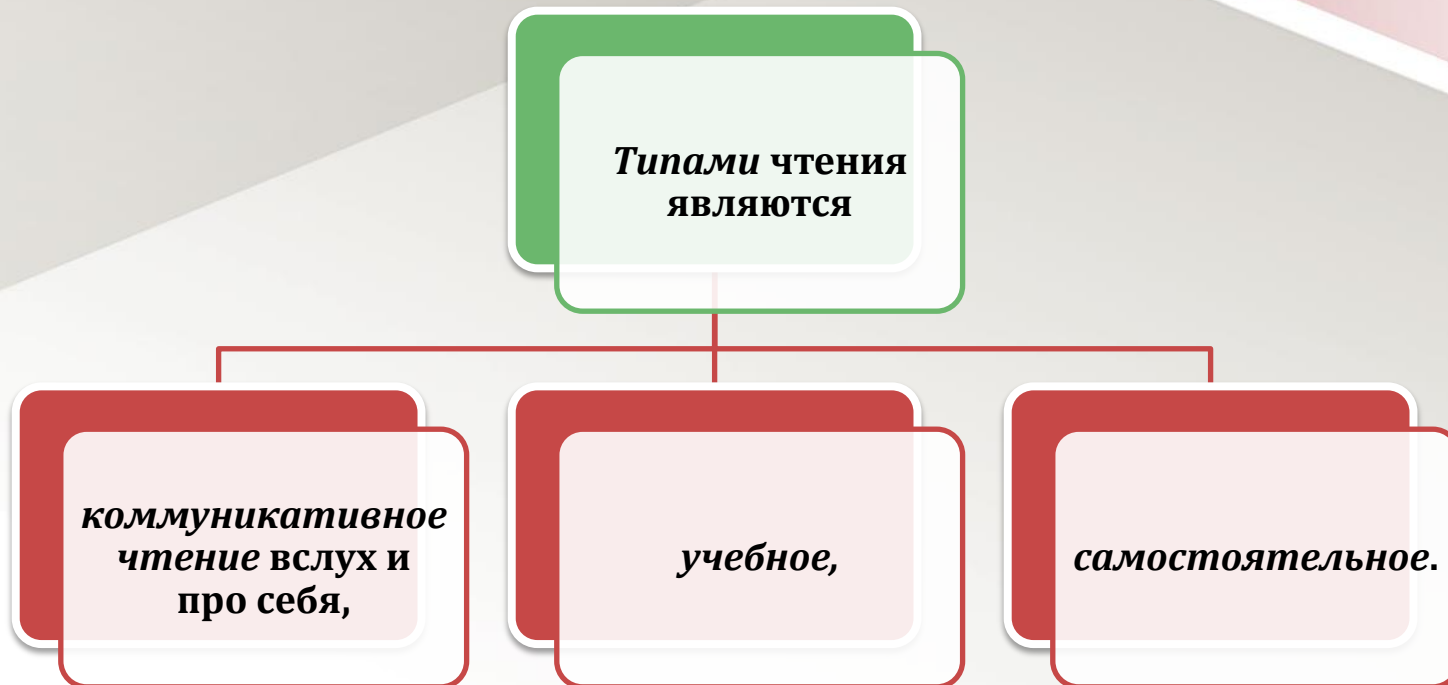 Типами чтения
являются
коммуникативное
чтение вслух и
про себя,
учебное,
самостоятельное.